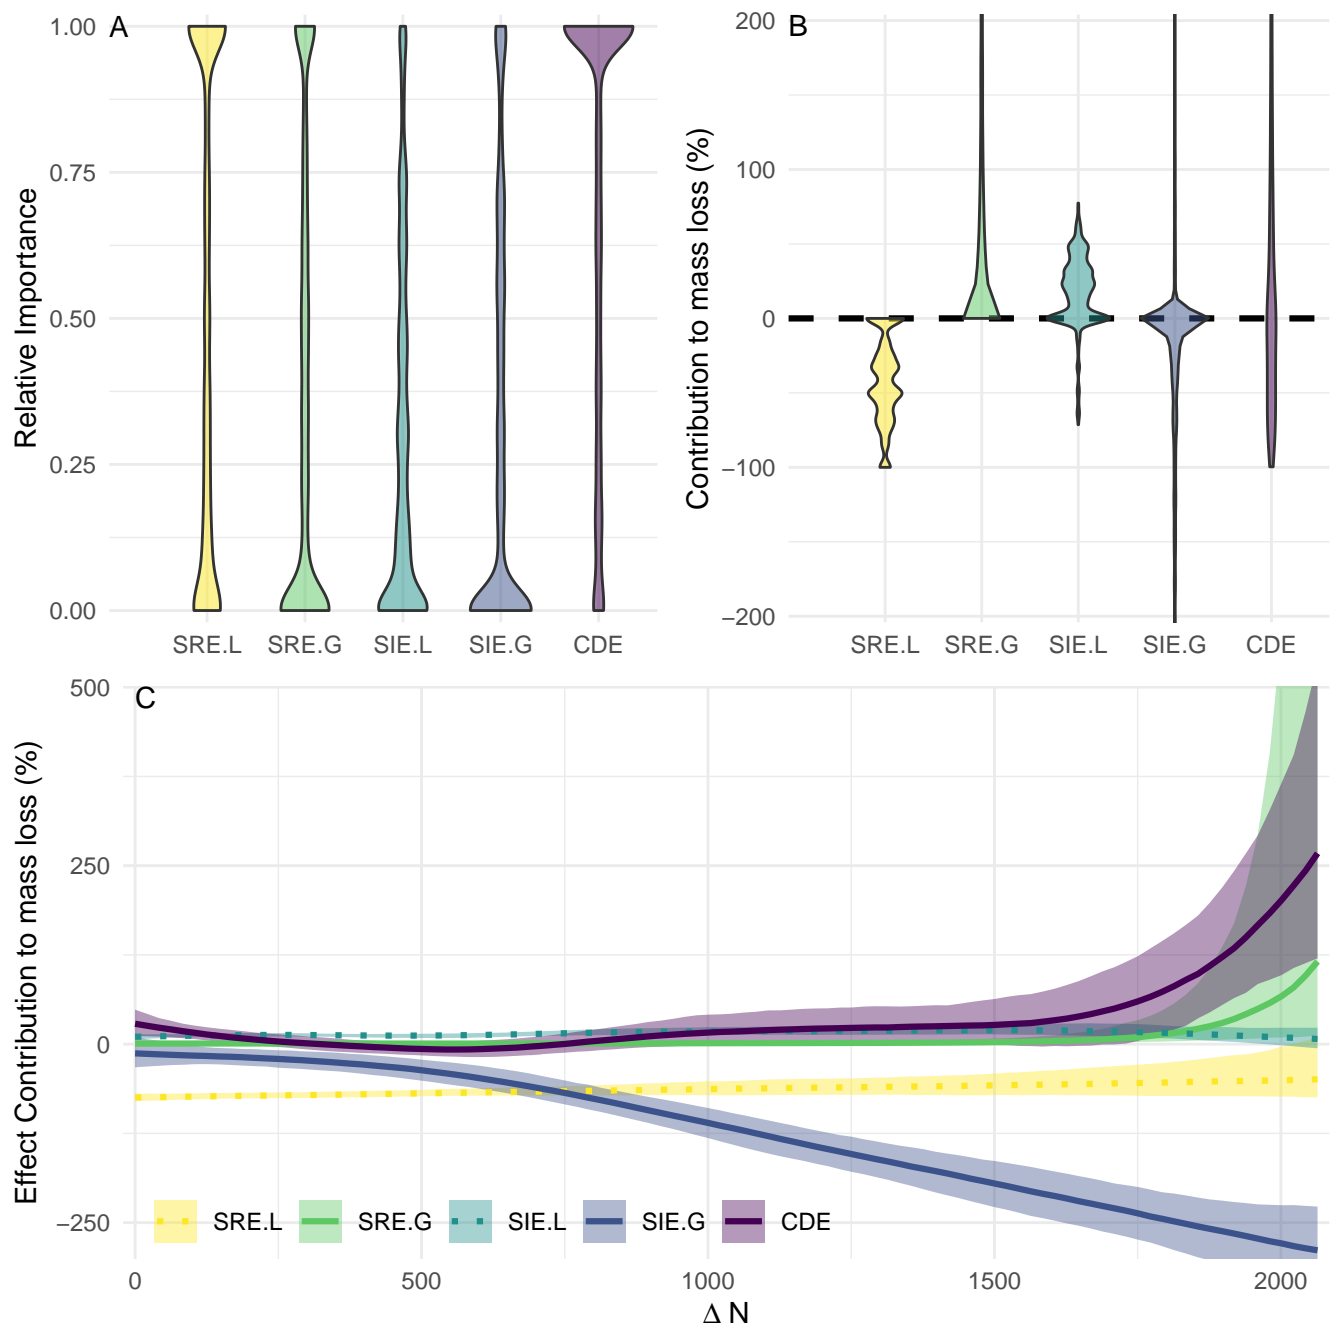 A
Relative Importance
1.00
0.75
0.50
0.25
0.00
SRE.L SRE.G SIE.L SIE.G CDE
B
Contribution to mass loss (%)
200
100
0
−100
−200
SRE.L SRE.G SIE.L SIE.G CDE
C
Effect Contribution to mass loss (%)
500
250
0
−250
SRE.L SRE.G SIE.L SIE.G CDE
0 500 1000 1500 2000
Δ N